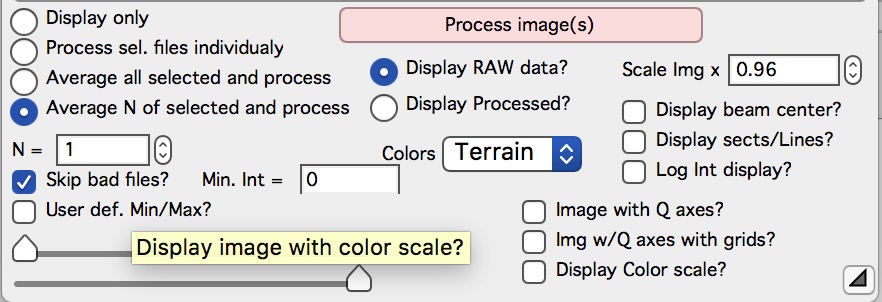 Display only
Process image(s)
Process sel. files individualy
Average all selected and process
Average N of selected and process
Display RAW data?
Display Processed?
Scale Img x 0.96
Display beam center?
Display sects/Lines?
Log Int display?
N = 1
Colors Terrain
Skip bad files? Min. Int = 0
User def. Min/Max?
Display image with color scale?
Image with Q axes?
Img w/Q axes with grids?
Display Color scale?